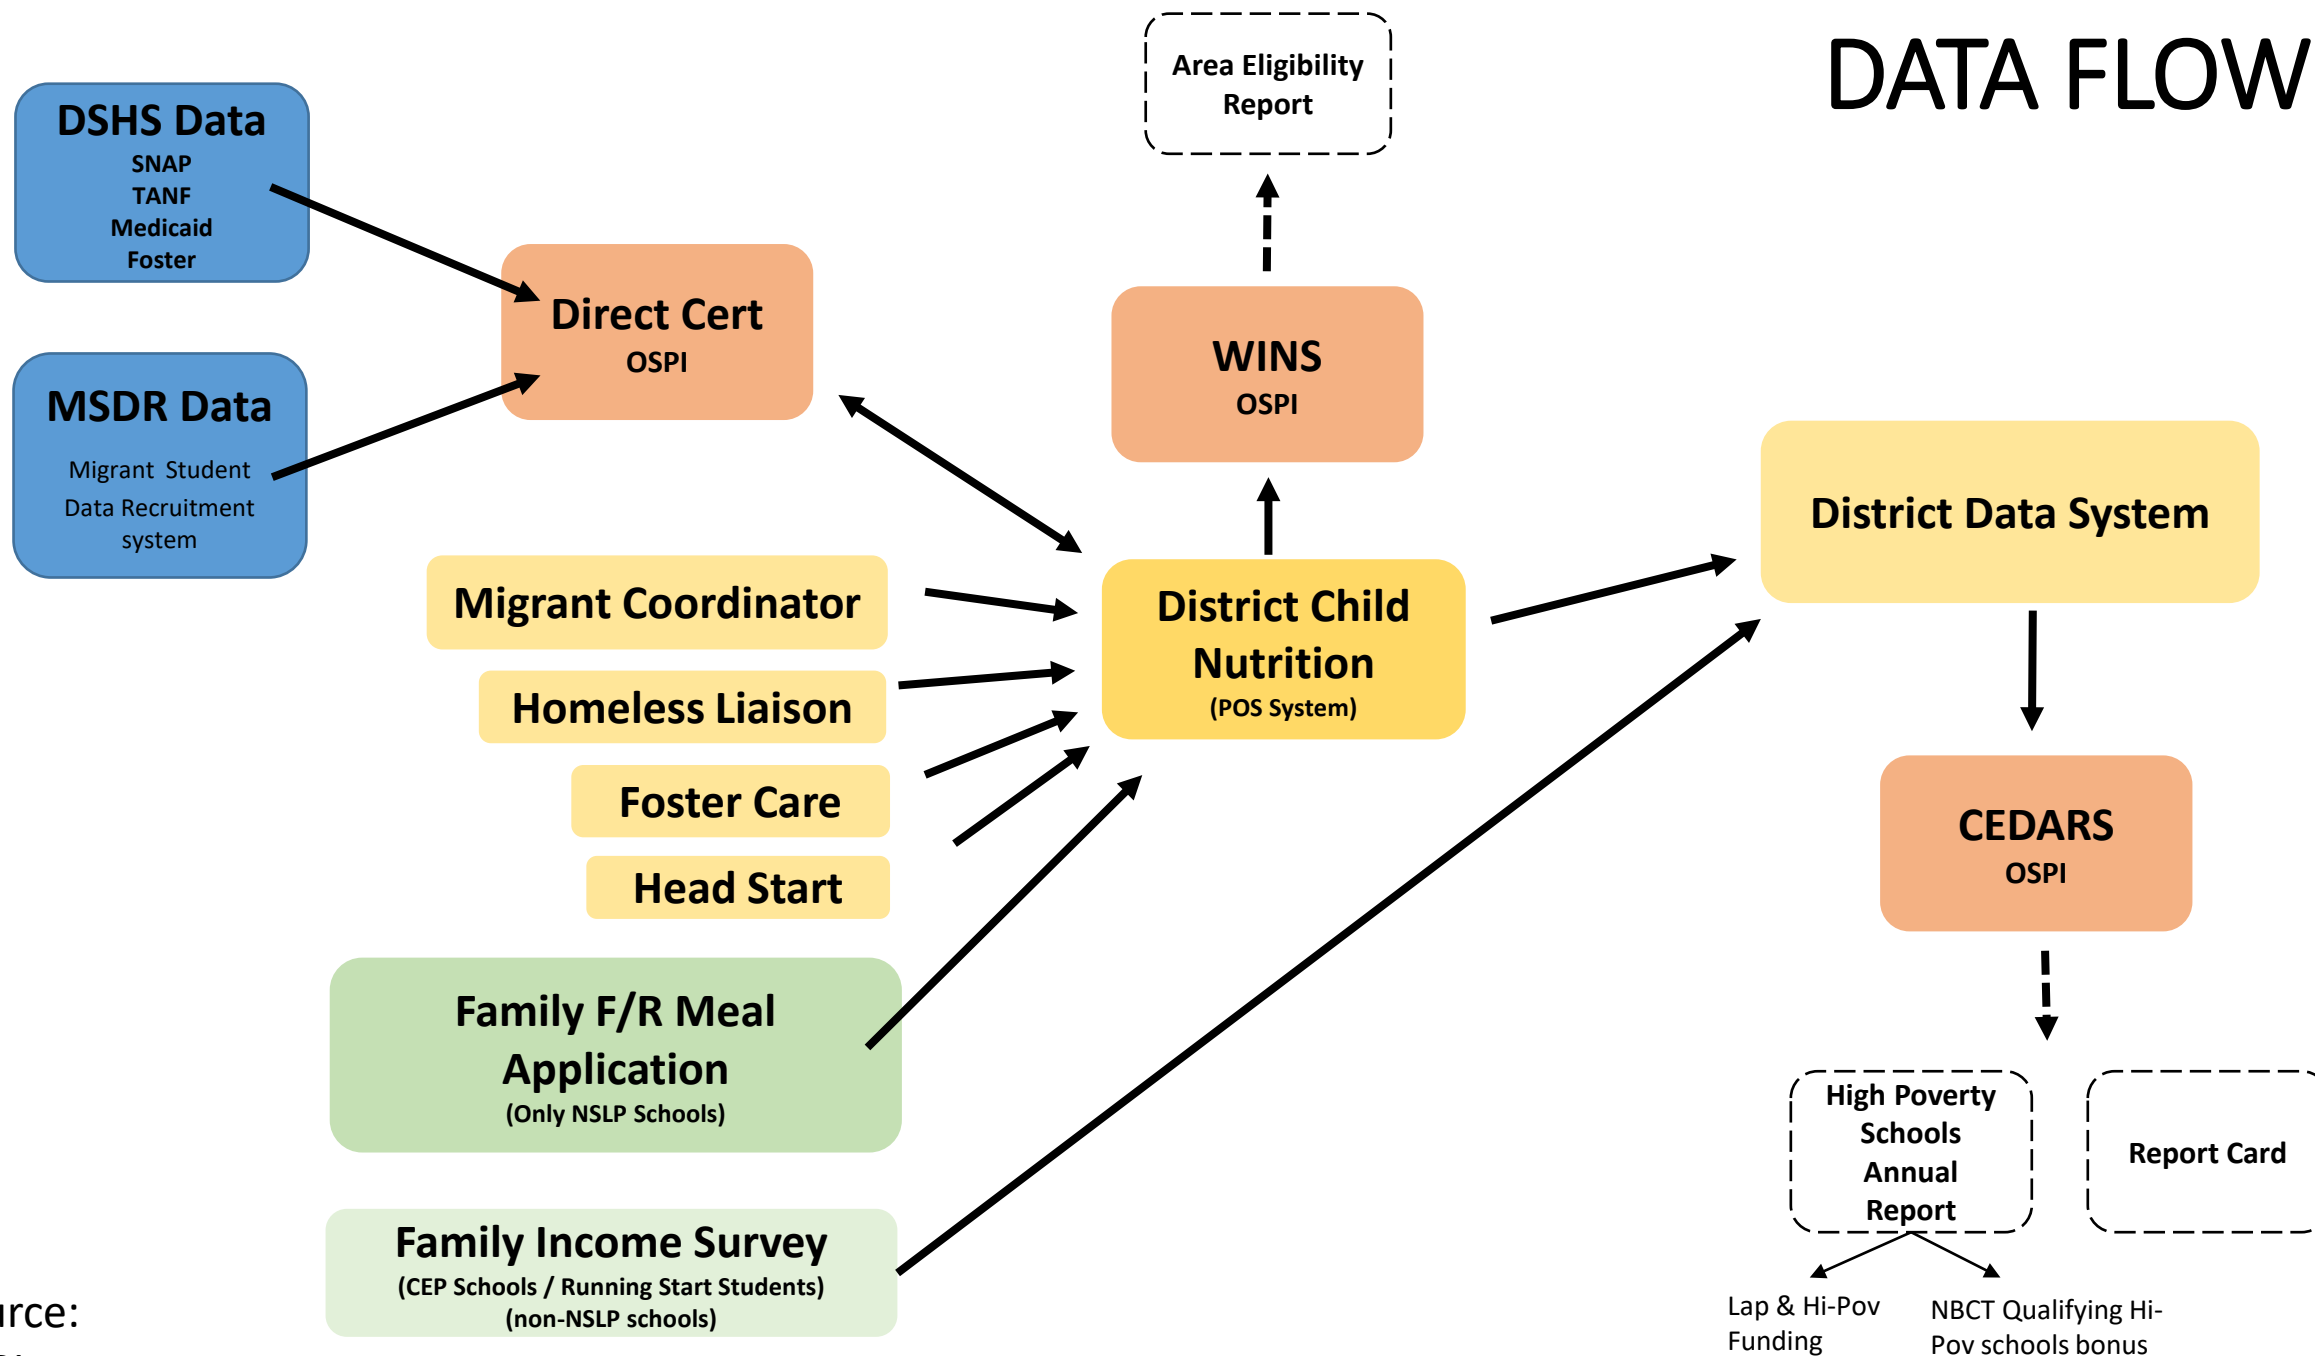 DATA FLOW
Area Eligibility
Report
DSHS Data
SNAP
TANF
Medicaid
Foster
Direct Cert
OSPI
WINS
OSPI
MSDR Data
Migrant  Student
Data Recruitment
system
District Data System
Migrant Coordinator
District Child
Nutrition
(POS System)
Homeless Liaison
Foster Care
Head Start
CEDARS
OSPI
Family F/R Meal
Application
(Only NSLP Schools)
High Poverty
Schools
Annual
Report
Report Card
Family Income Survey
(CEP Schools / Running Start Students)
(non-NSLP schools)
Lap & Hi-Pov
Funding
NBCT Qualifying Hi-
Pov schools bonus
urce: